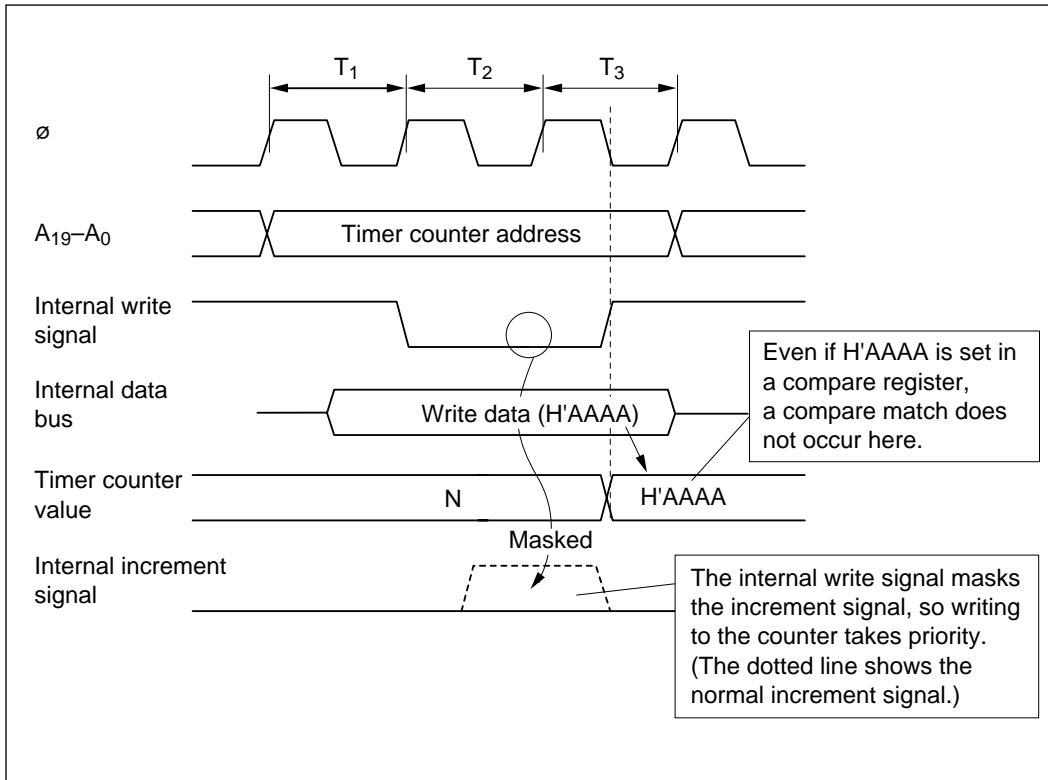 T₁ T₂ T₃
ø
A₁₉–A₀ Timer counter address
Internal write
signal
Even if H'AAAA is set in
a compare register,
a compare match does
not occur here.
Internal data
bus
Write data (H'AAAA)
Timer counter
value
N H'AAAA
Masked
Internal increment
signal
The internal write signal masks
the increment signal, so writing
to the counter takes priority.
(The dotted line shows the
normal increment signal.)